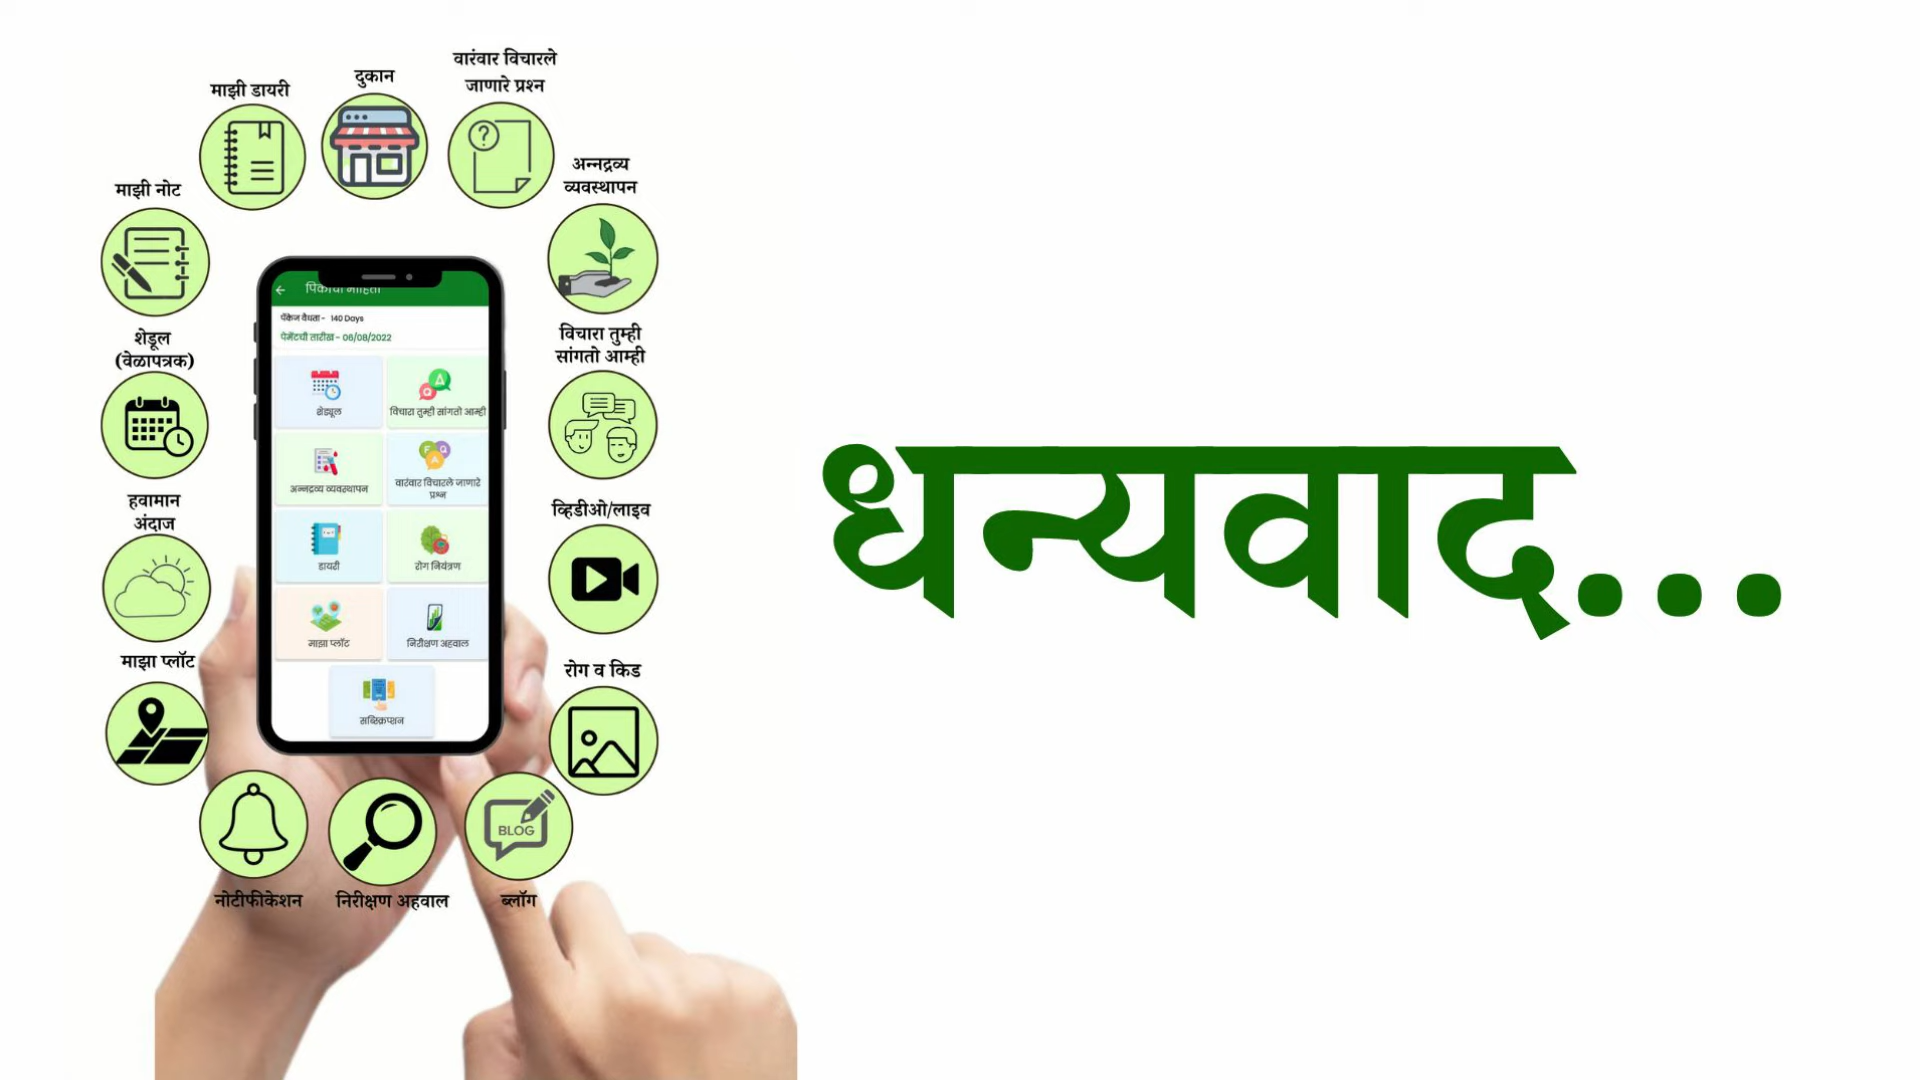 वारंवार विचारले
जाणारे प्रश्न
दुकान
माझी डायरी
अन्नद्रव्य
व्यवस्थापन
माझी नोट
शेडूल
(वेळापत्रक)
विचारा तुम्ही
सांगतो आम्ही
हवामान
अंदाज
व्हिडीओ/लाइव
माझा प्लॉट
रोग व किड
BLOG
नोटीफीकेशन
निरीक्षण अहवाल
ब्लॉग
पिकाची माहिती
पॅकेज वैधता - 140 Days
पेमेंटची तारीख - 06/08/2022
शेड्यूल
विचारा तुम्ही सांगतो आम्ही
अन्नद्रव्य व्यवस्थापन
वारंवार विचारले जाणारे
प्रश्न
डायरी
रोग नियंत्रण
माझा प्लॉट
निरीक्षण अहवाल
सब्स्क्रिप्शन
धन्यवाद...